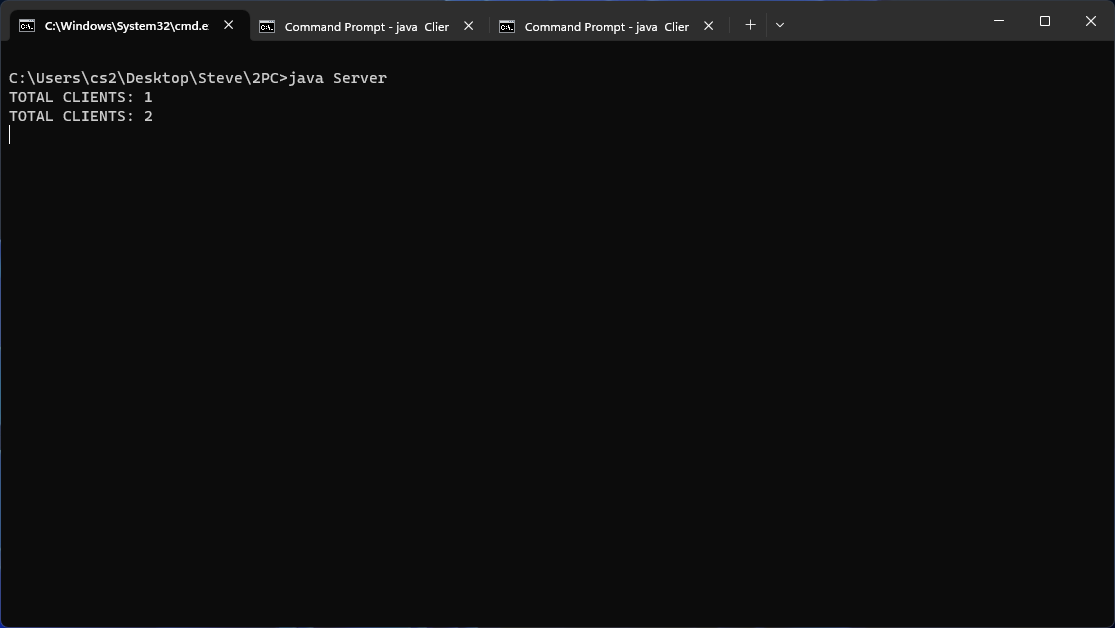 C:\Windows\System32\cmd.e
Command Prompt - java Clier
Command Prompt - java Clier
C:\Users\cs2\Desktop\Steve\2PC>java Server
TOTAL CLIENTS: 1
TOTAL CLIENTS: 2